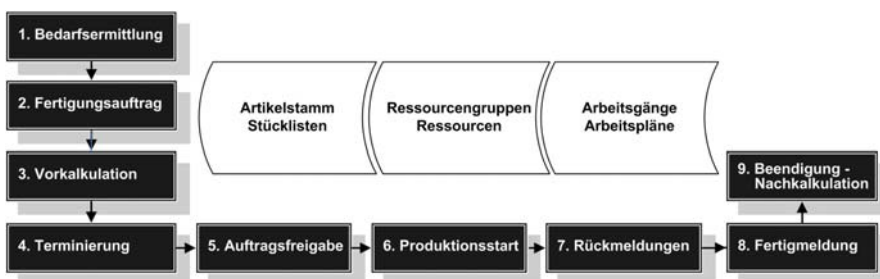 1. Bedarfsermittlung
2. Fertigungsauftrag
3. Vorkalkulation
4. Terminierung
Artikelstamm
Stücklisten
Ressourcengruppen
Ressourcen
Arbeitsgänge
Arbeitspläne
5. Auftragsfreigabe
6. Produktionsstart
7. Rückmeldungen
8. Fertigmeldung
9. Beendigung -
Nachkalkulation